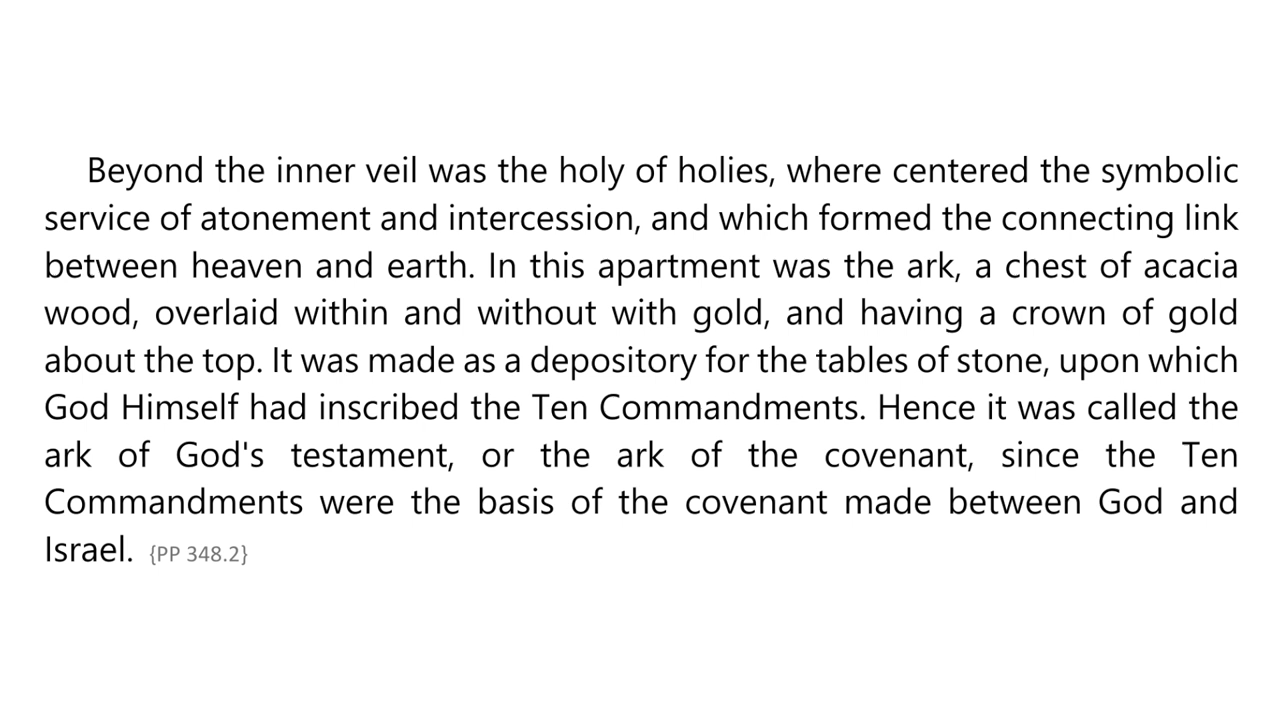 Beyond the inner veil was the holy of holies, where centered the symbolic
service of atonement and intercession, and which formed the connecting link
between heaven and earth. In this apartment was the ark, a chest of acacia
wood, overlaid within and without with gold, and having a crown of gold
about the top. It was made as a depository for the tables of stone, upon which
God Himself had inscribed the Ten Commandments. Hence it was called the
ark of God's testament, or the ark of the covenant, since the Ten
Commandments were the basis of the covenant made between God and
Israel. {PP 348.2}